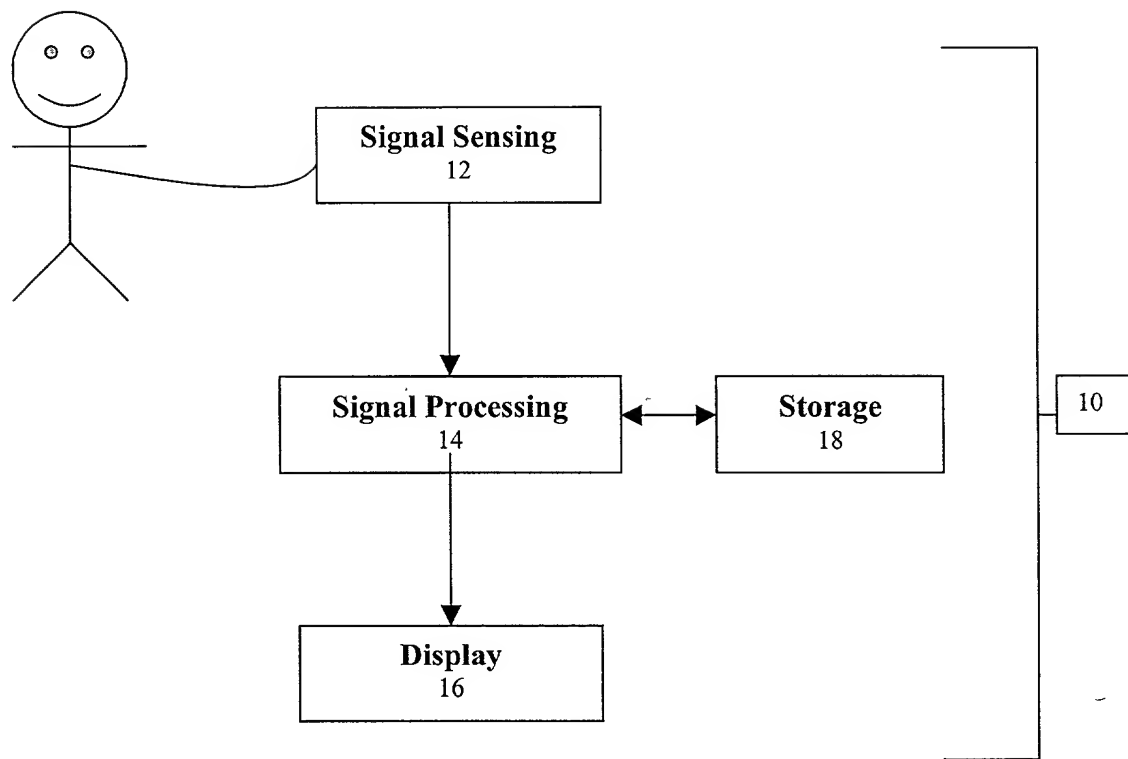 Signal Sensing
12
Signal Processing
14
Storage
18
10
Display
16